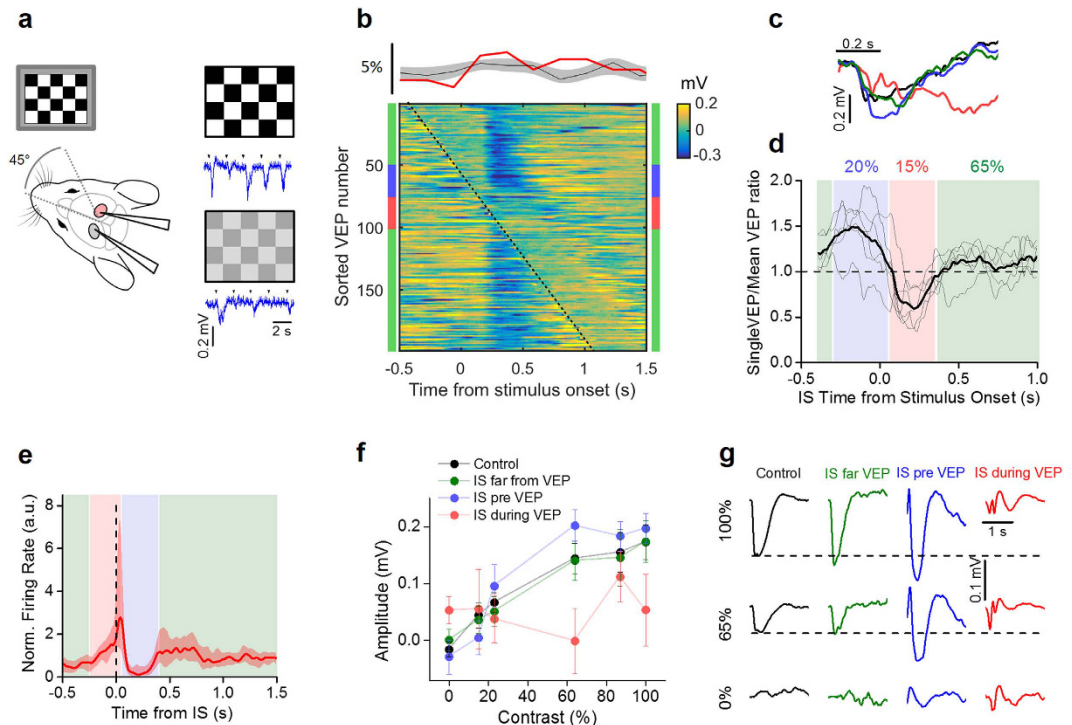 a
45°
0.2 mV
2 s
b
5%
mV
0.2
0
-0.3
Sorted VEP number
50
100
150
-0.5
0
0.5
1
1.5
Time from stimulus onset (s)
c
0.2 s
0.2 mV
d
20%
15%
65%
SingleVEP/Mean VEP ratio
2.0
1.5
1.0
0.5
0.0
-0.5
0.0
0.5
1.0
IS Time from Stimulus Onset (s)
e
Norm. Firing Rate (a.u.)
8
6
4
2
0
-0.5
0.0
0.5
1.0
1.5
Time from IS (s)
f
Control
IS far from VEP
IS pre VEP
IS during VEP
Amplitude (mV)
0.2
0.1
0.0
0
20
40
60
80
100
Contrast (%)
g
Control
IS far VEP
IS pre VEP
IS during VEP
100%
1 s
0.1 mV
65%
0%